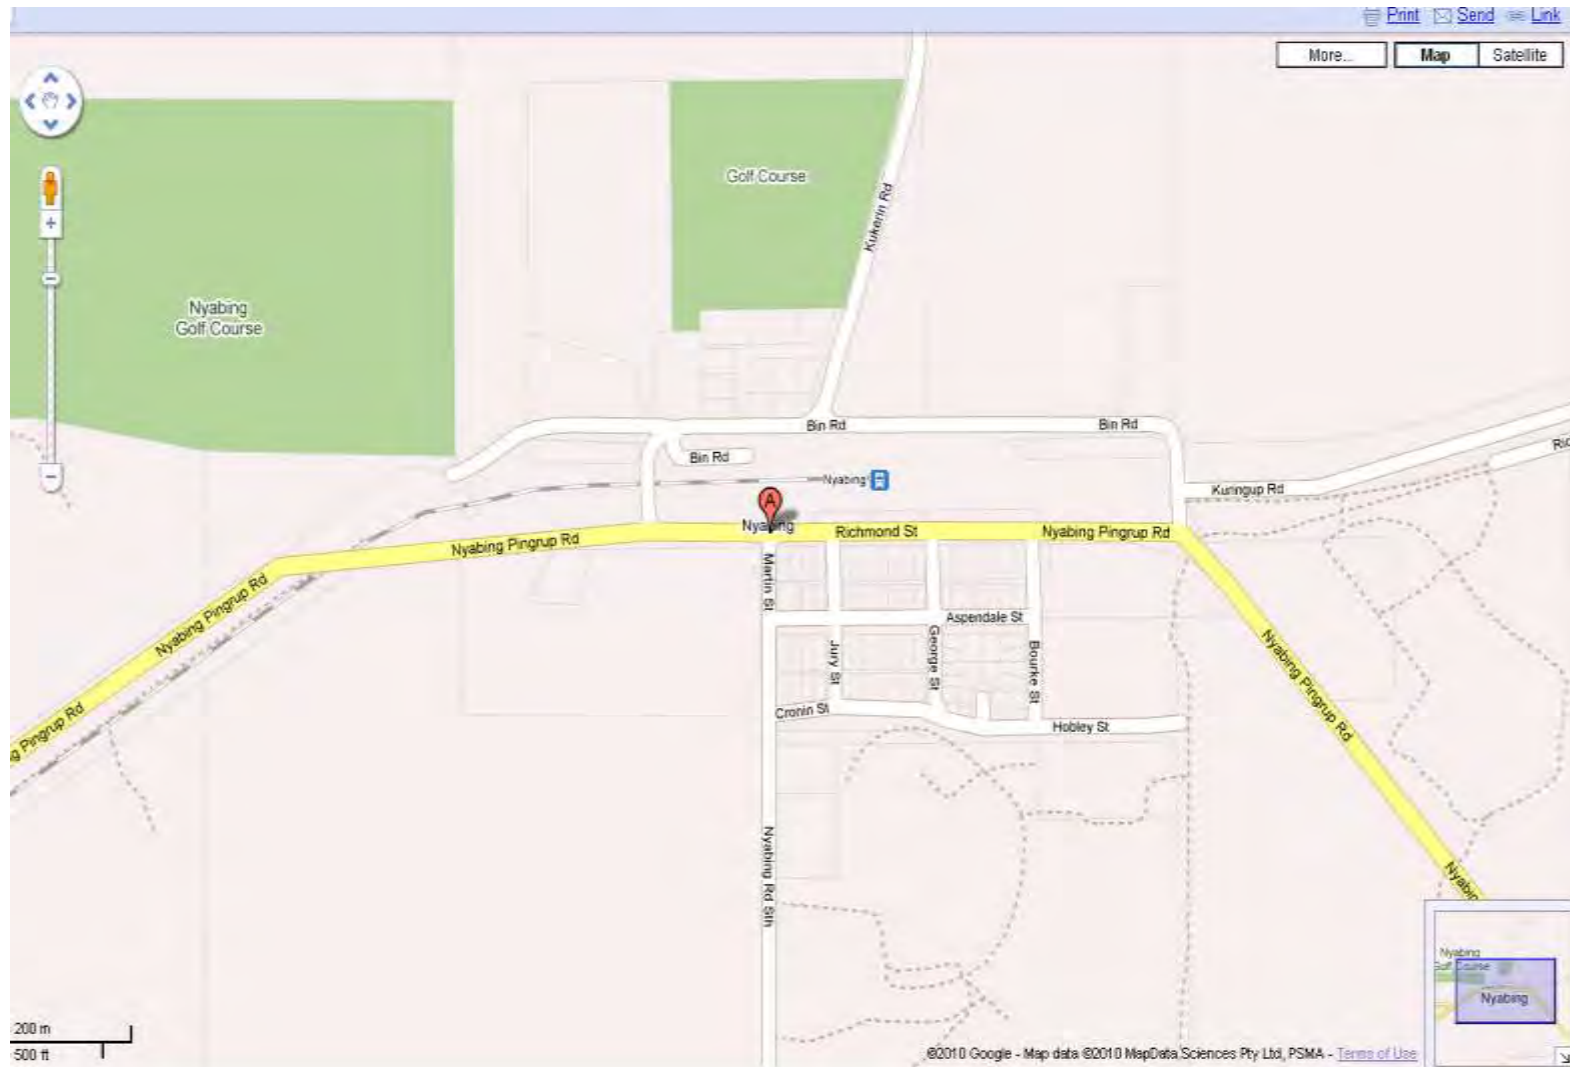 Print Send Link
More... Map Satellite
Golf Course
Kukerin Rd
Nyabing
Golf Course
Bin Rd
Bin Rd
Bin Rd
Nyabing
Kuringup Rd
A
Nyabing
Richmond St
Nyabing Pingrup Rd
Nyabing Pingrup Rd
Nyabing Pingrup Rd
Martin St
Aspendale St
Jury St
George St
Bourke St
Nyabing Pingrup Rd
Cronin St
Hobley St
g Pingrup Rd
Nyabing Rd Sth
Nyabin
Nyabing
Golf Course
Nyabing
200 m
500 ft
©2010 Google - Map data ©2010 MapData Sciences Pty Ltd, PSMA - Terms of Use